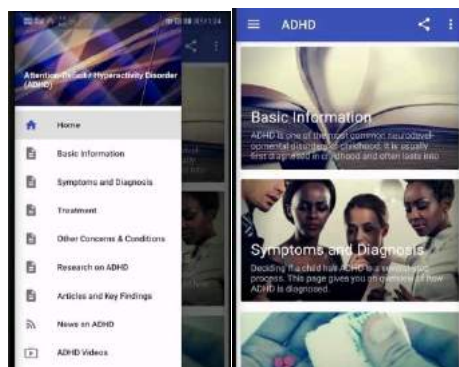 Attention-Deficit / Hyperactivity Disorder
(ADHD)
Home
Basic Information
Symptoms and Diagnosis
Treatment
Other Concerns & Conditions
Research on ADHD
Articles and Key Findings
News on ADHD
ADHD Videos
ADHD
Basic Information
ADHD is one of the most common neurodevel-
opmental disorders of childhood. It is usually
first diagnosed in childhood and often lasts into
Symptoms and Diagnosis
Deciding if a child has ADHD is a
process. This page gives you an overview of how
ADHD is diagnosed.